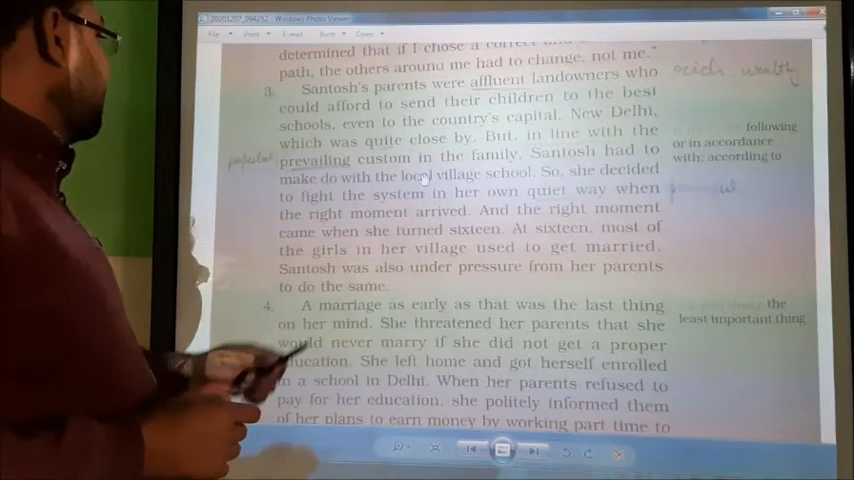 20201207_094252 - Windows Photo Viewer
File Print Burn Open
determined that if I chose a correct and
path, the others around me had to change, not me."
3. Santosh's parents were affluent landowners who
rich wealthy
could afford to send their children to the best
schools, even to the country's capital, New Delhi,
which was quite close by. But, in line with the
following
or in accordance
with; according to
popular
prevailing custom in the family, Santosh had to
make do with the local village school. So, she decided
to fight the system in her own quiet way when
the right moment arrived. And the right moment
came when she turned sixteen. At sixteen, most of
the girls in her village used to get married.
Santosh was also under pressure from her parents
to do the same.
4. A marriage as early as that was the last thing
the
least important thing
on her mind. She threatened her parents that she
would never marry if she did not get a proper
education. She left home and got herself enrolled
in a school in Delhi. When her parents refused to
pay for her education, she politely informed them
of her plans to earn money by working part time to